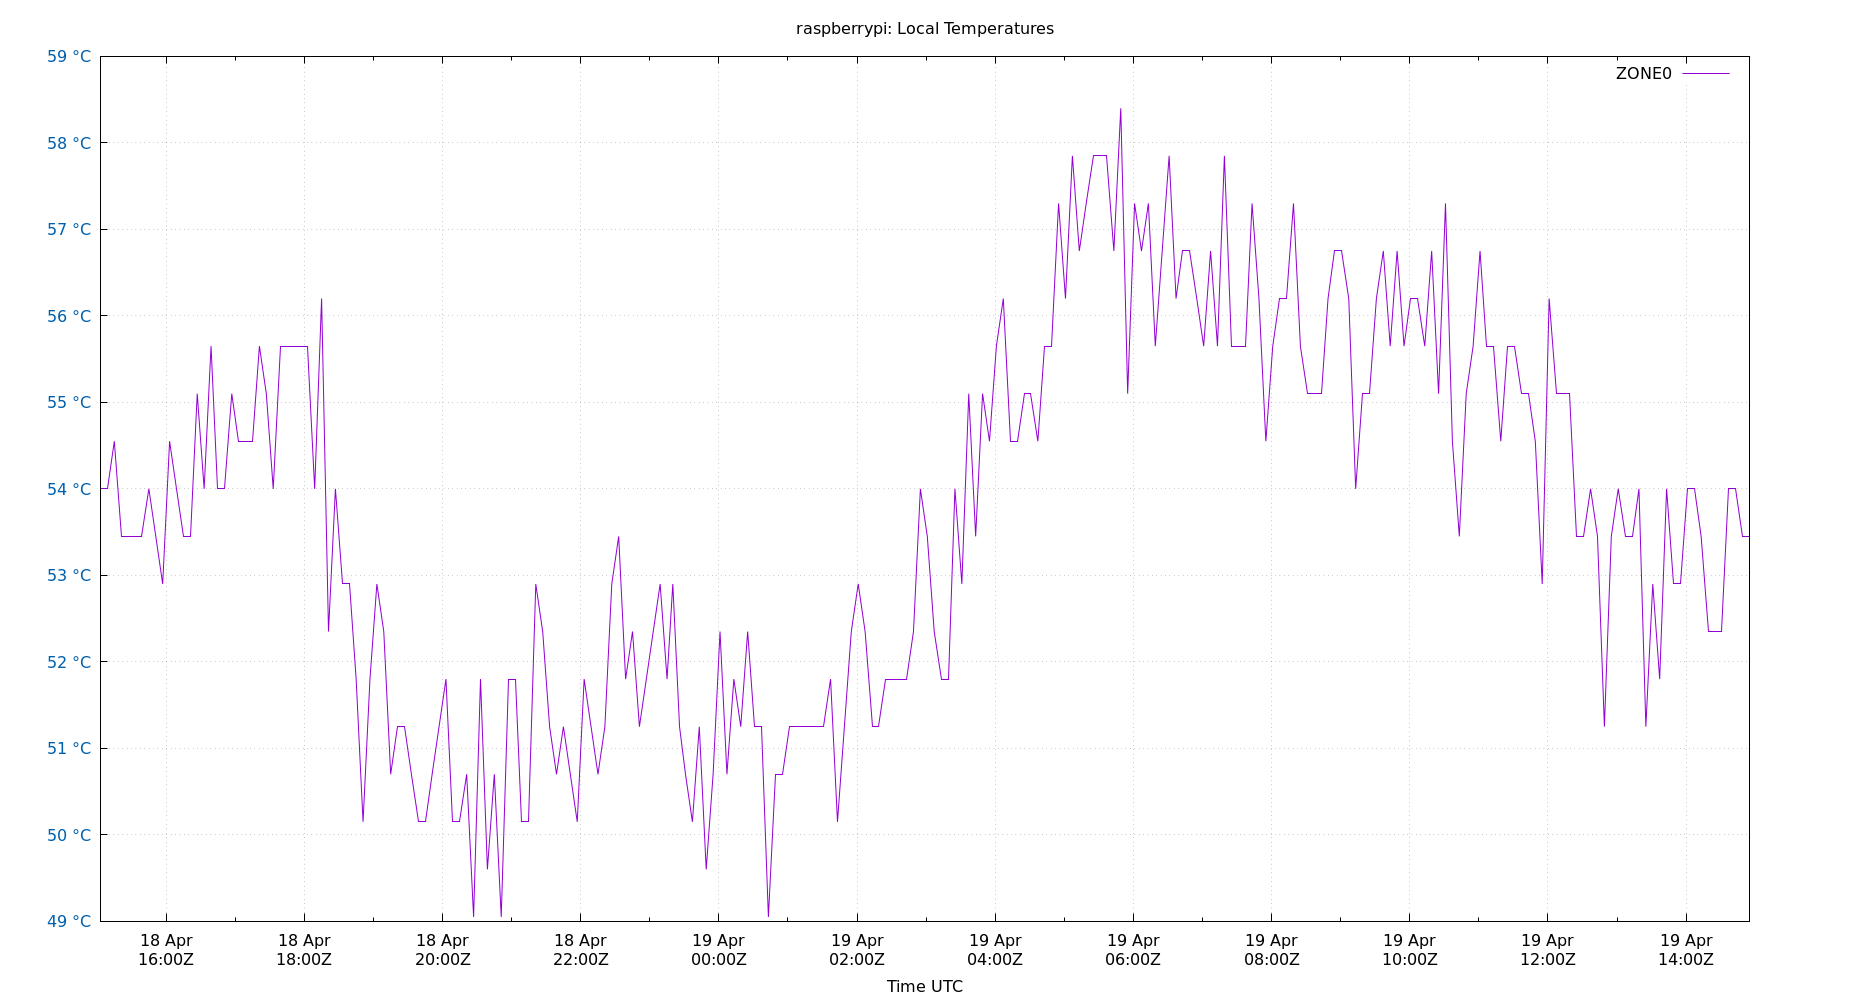 raspberrypi: Local Temperatures
59 °C
58 °C
57 °C
56 °C
55 °C
54 °C
53 °C
52 °C
51 °C
50 °C
49 °C
ZONE0
18 Apr 18 Apr 18 Apr 18 Apr 19 Apr 19 Apr 19 Apr 19 Apr 19 Apr 19 Apr 19 Apr 19 Apr
16:00Z 18:00Z 20:00Z 22:00Z 00:00Z 02:00Z 04:00Z 06:00Z 08:00Z 10:00Z 12:00Z 14:00Z
Time UTC